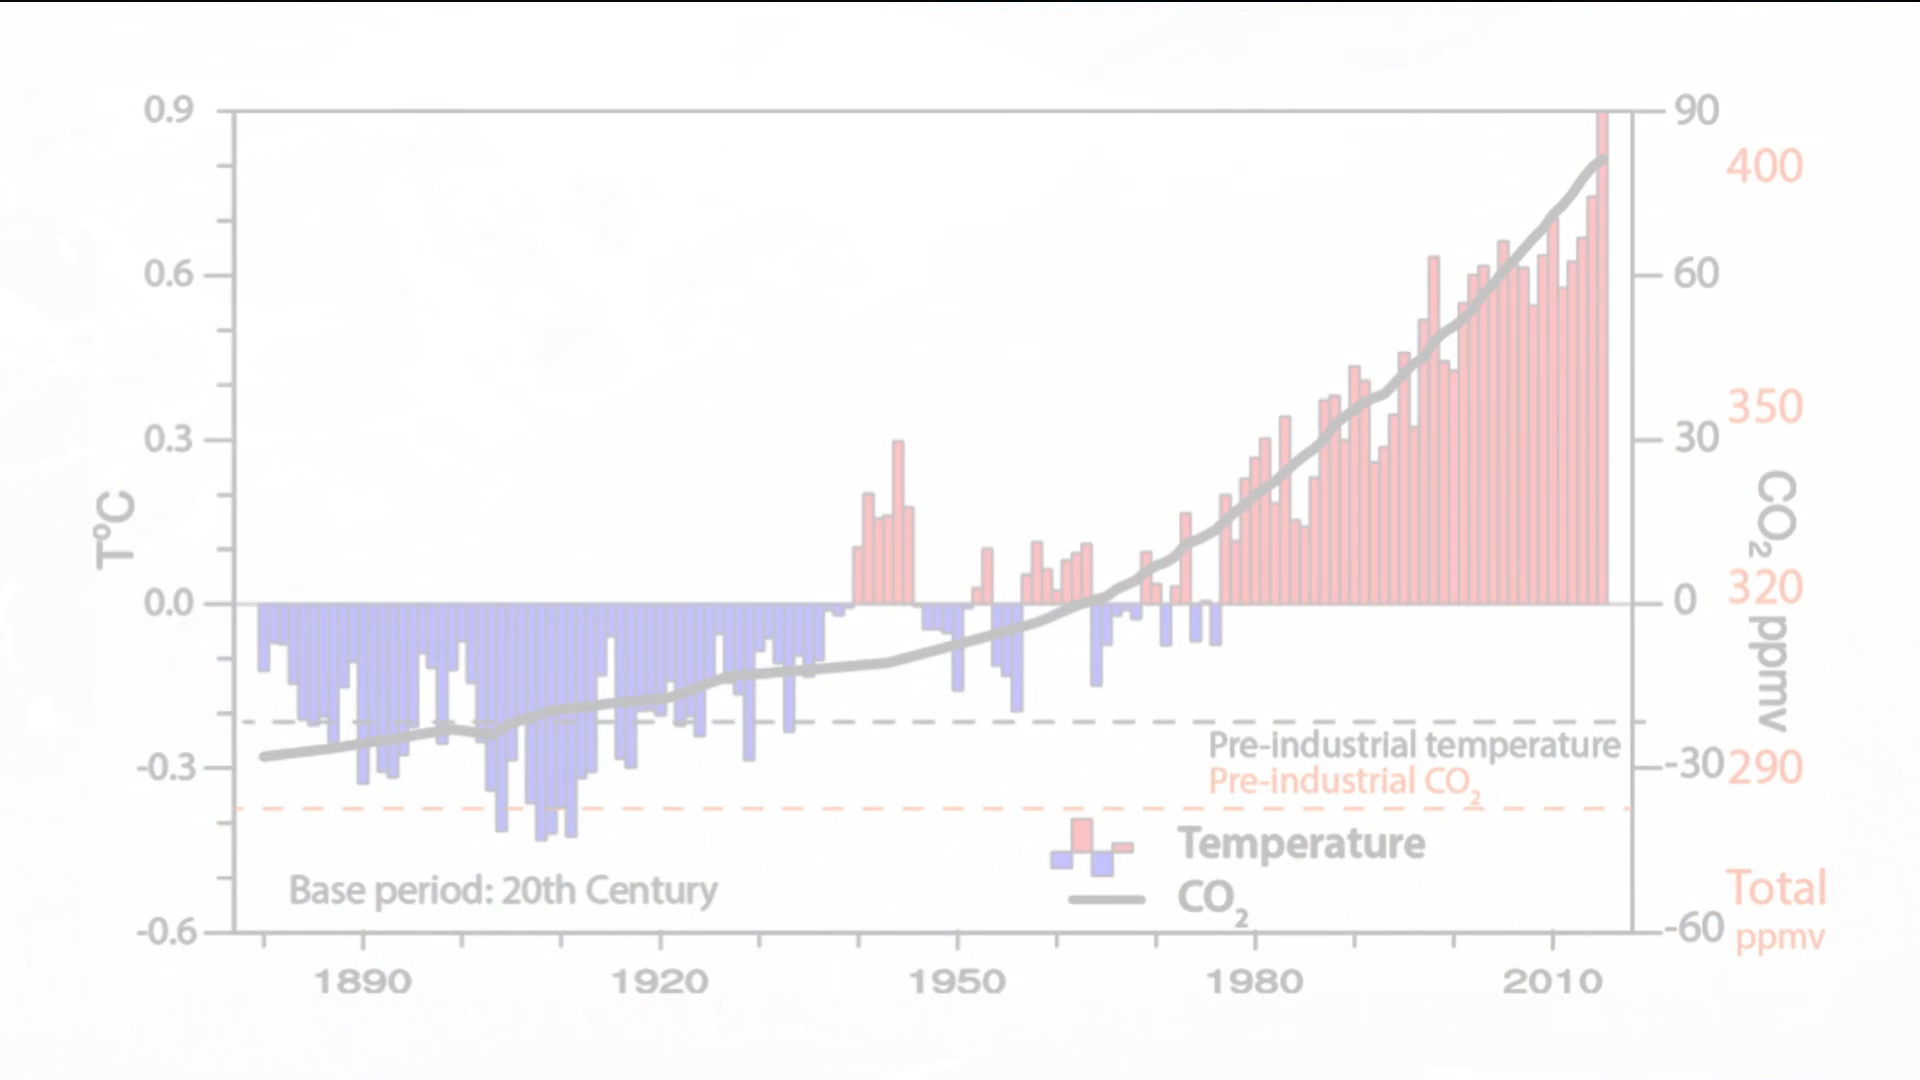 0.9
0.6
0.3
0.0
-0.3
-0.6
T°C
90
60
30
0
-30
-60
CO₂ ppmv
400
350
320
290
Total
ppmv
Pre-industrial temperature
Pre-industrial CO₂
Temperature
CO₂
Base period: 20th Century
1890 1920 1950 1980 2010